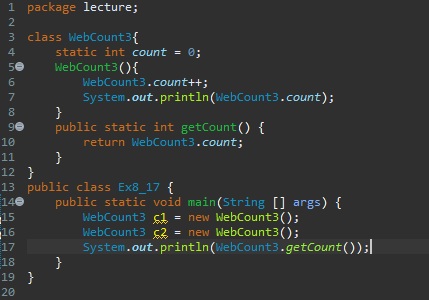 1 package lecture;
2
3 class WebCount3{
4     static int count = 0;
5     WebCount3(){
6         WebCount3.count++;
7         System.out.println(WebCount3.count);
8     }
9     public static int getCount() {
10         return WebCount3.count;
11     }
12 }
13 public class Ex8_17 {
14     public static void main(String [] args) {
15         WebCount3 c1 = new WebCount3();
16         WebCount3 c2 = new WebCount3();
17         System.out.println(WebCount3.getCount());
18     }
19 }
20